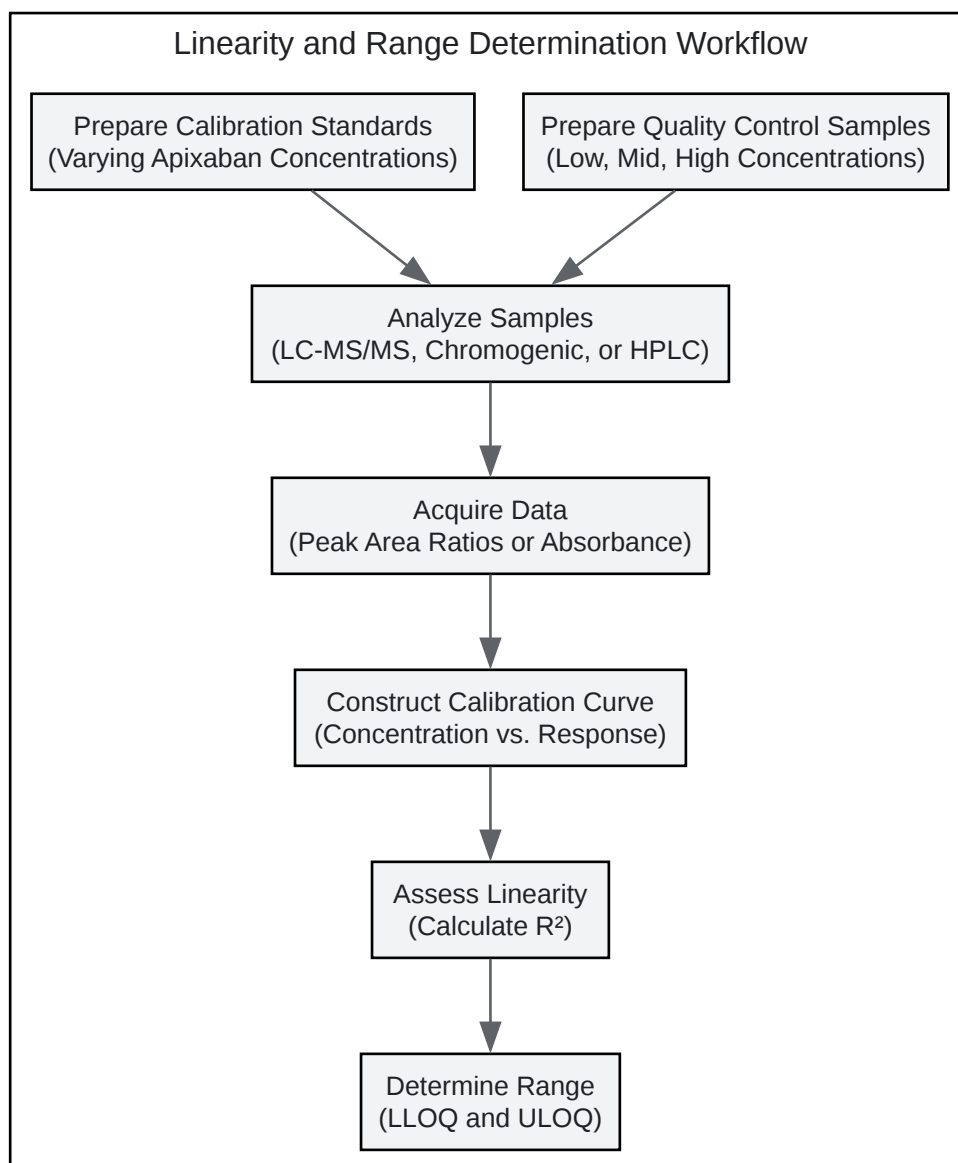 Linearity and Range Determination Workflow
Prepare Calibration Standards
(Varying Apixaban Concentrations)
Prepare Quality Control Samples
(Low, Mid, High Concentrations)
Analyze Samples
(LC-MS/MS, Chromogenic, or HPLC)
Acquire Data
(Peak Area Ratios or Absorbance)
Construct Calibration Curve
(Concentration vs. Response)
Assess Linearity
(Calculate R²)
Determine Range
(LLOQ and ULOQ)